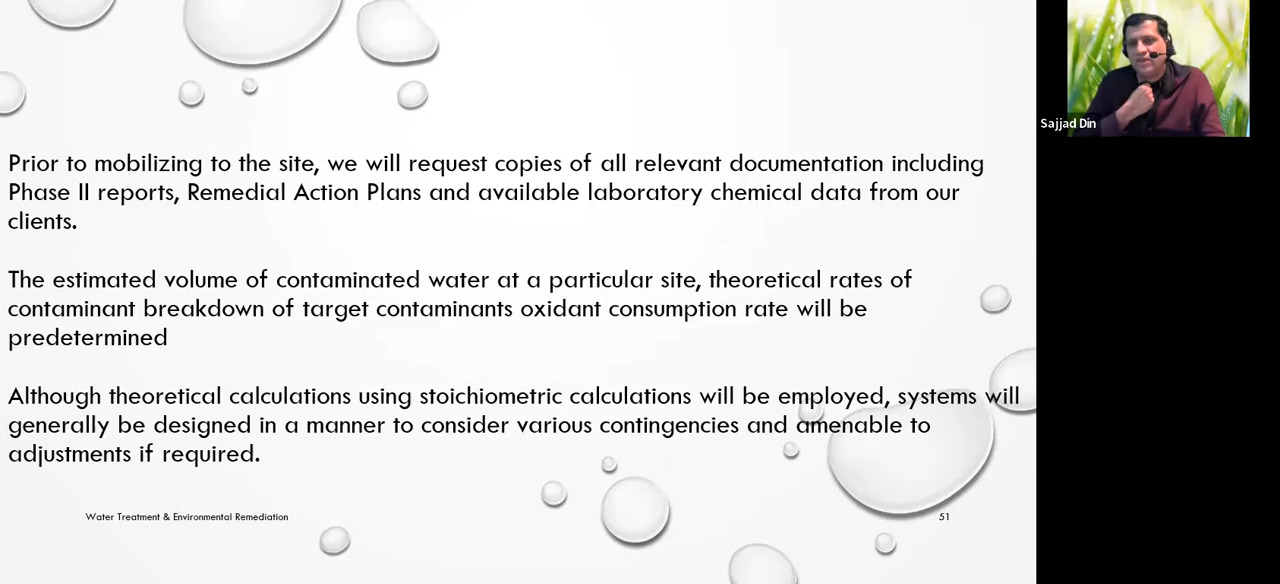 Prior to mobilizing to the site, we will request copies of all relevant documentation including
Phase II reports, Remedial Action Plans and available laboratory chemical data from our
clients.
The estimated volume of contaminated water at a particular site, theoretical rates of
contaminant breakdown of target contaminants oxidant consumption rate will be
predetermined
Although theoretical calculations using stoichiometric calculations will be employed, systems will
generally be designed in a manner to consider various contingencies and amenable to
adjustments if required.
Water Treatment & Environmental Remediation
51
Sajjad Din